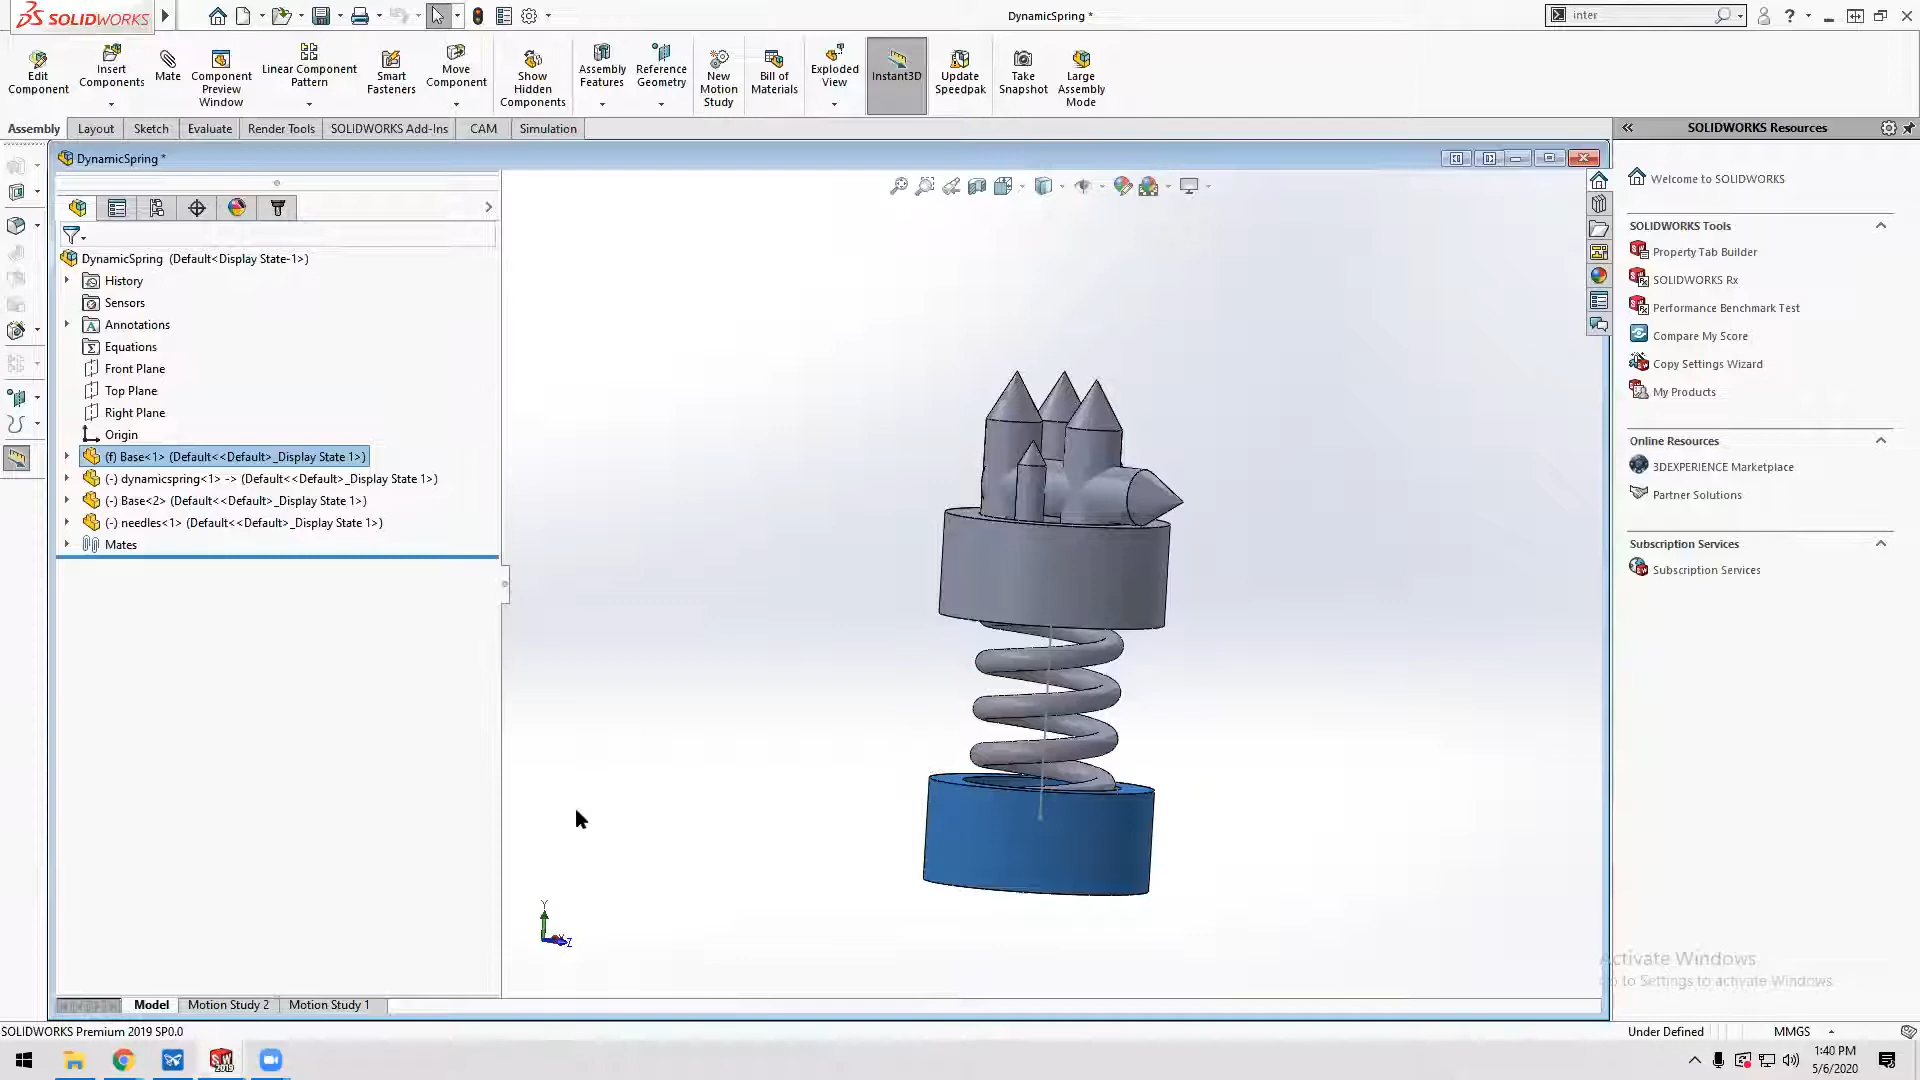 SOLIDWORKS
DynamicSpring *
inter
Edit Component
Insert Components
Mate
Component Preview Window
Linear Component Pattern
Smart Fasteners
Move Component
Show Hidden Components
Assembly Features
Reference Geometry
New Motion Study
Bill of Materials
Exploded View
Instant3D
Update Speedpak
Take Snapshot
Large Assembly Mode
Assembly
Layout
Sketch
Evaluate
Render Tools
SOLIDWORKS Add-Ins
CAM
Simulation
SOLIDWORKS Resources
DynamicSpring *
DynamicSpring (Default<Display State-1>)
History
Sensors
Annotations
Equations
Front Plane
Top Plane
Right Plane
Origin
(f) Base<1> (Default<<Default>_Display State 1>)
(-) dynamicspring<1> -> (Default<<Default>_Display State 1>)
(-) Base<2> (Default<<Default>_Display State 1>)
(-) needles<1> (Default<<Default>_Display State 1>)
Mates
Welcome to SOLIDWORKS
SOLIDWORKS Tools
Property Tab Builder
SOLIDWORKS Rx
Performance Benchmark Test
Compare My Score
Copy Settings Wizard
My Products
Online Resources
3DEXPERIENCE Marketplace
Partner Solutions
Subscription Services
Subscription Services
Y
Z
Activate Windows
Go to Settings to activate Windows.
Model
Motion Study 2
Motion Study 1
SOLIDWORKS Premium 2019 SP0.0
Under Defined
MMGS
1:40 PM
5/6/2020